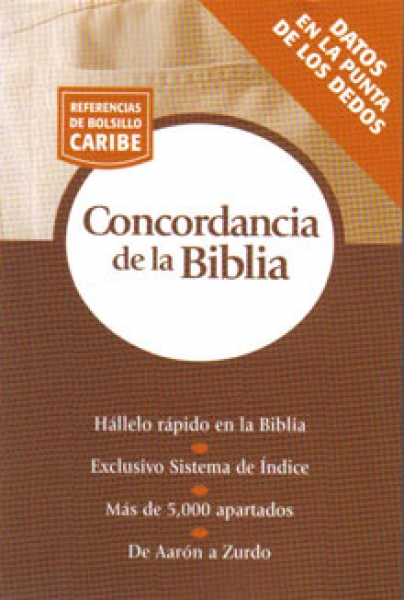 DATOS
EN LA PUNTA
DE LOS DEDOS
REFERENCIAS
DE BOLSILLO
CARIBE
Concordancia
de la Biblia
Hállelo rápido en la Biblia
Exclusivo Sistema de Índice
Más de 5,000 apartados
De Aarón a Zurdo